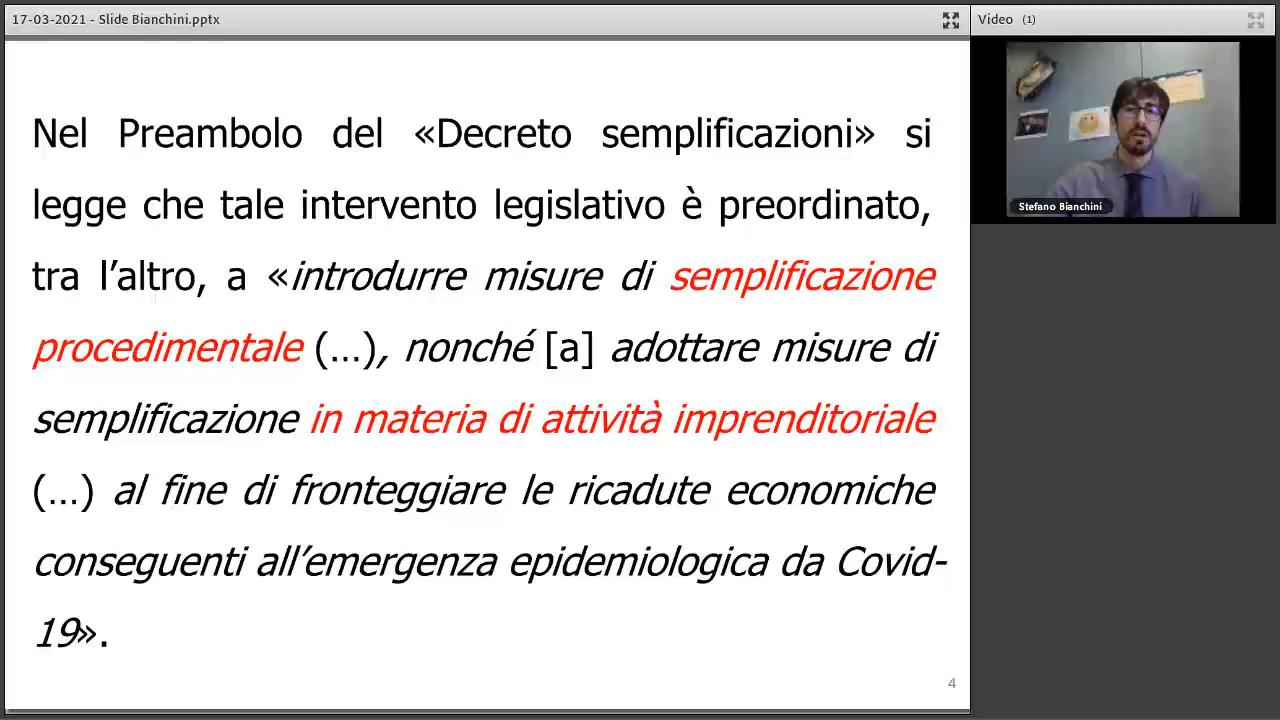 17-03-2021 - Slide Bianchini.pptx
Video (1)
Nel Preambolo del «Decreto semplificazioni» si
legge che tale intervento legislativo è preordinato,
tra l’altro, a «introdurre misure di semplificazione
procedimentale (…), nonché [a] adottare misure di
semplificazione in materia di attività imprenditoriale
(…) al fine di fronteggiare le ricadute economiche
conseguenti all’emergenza epidemiologica da Covid-
19».
4
Stefano Bianchini